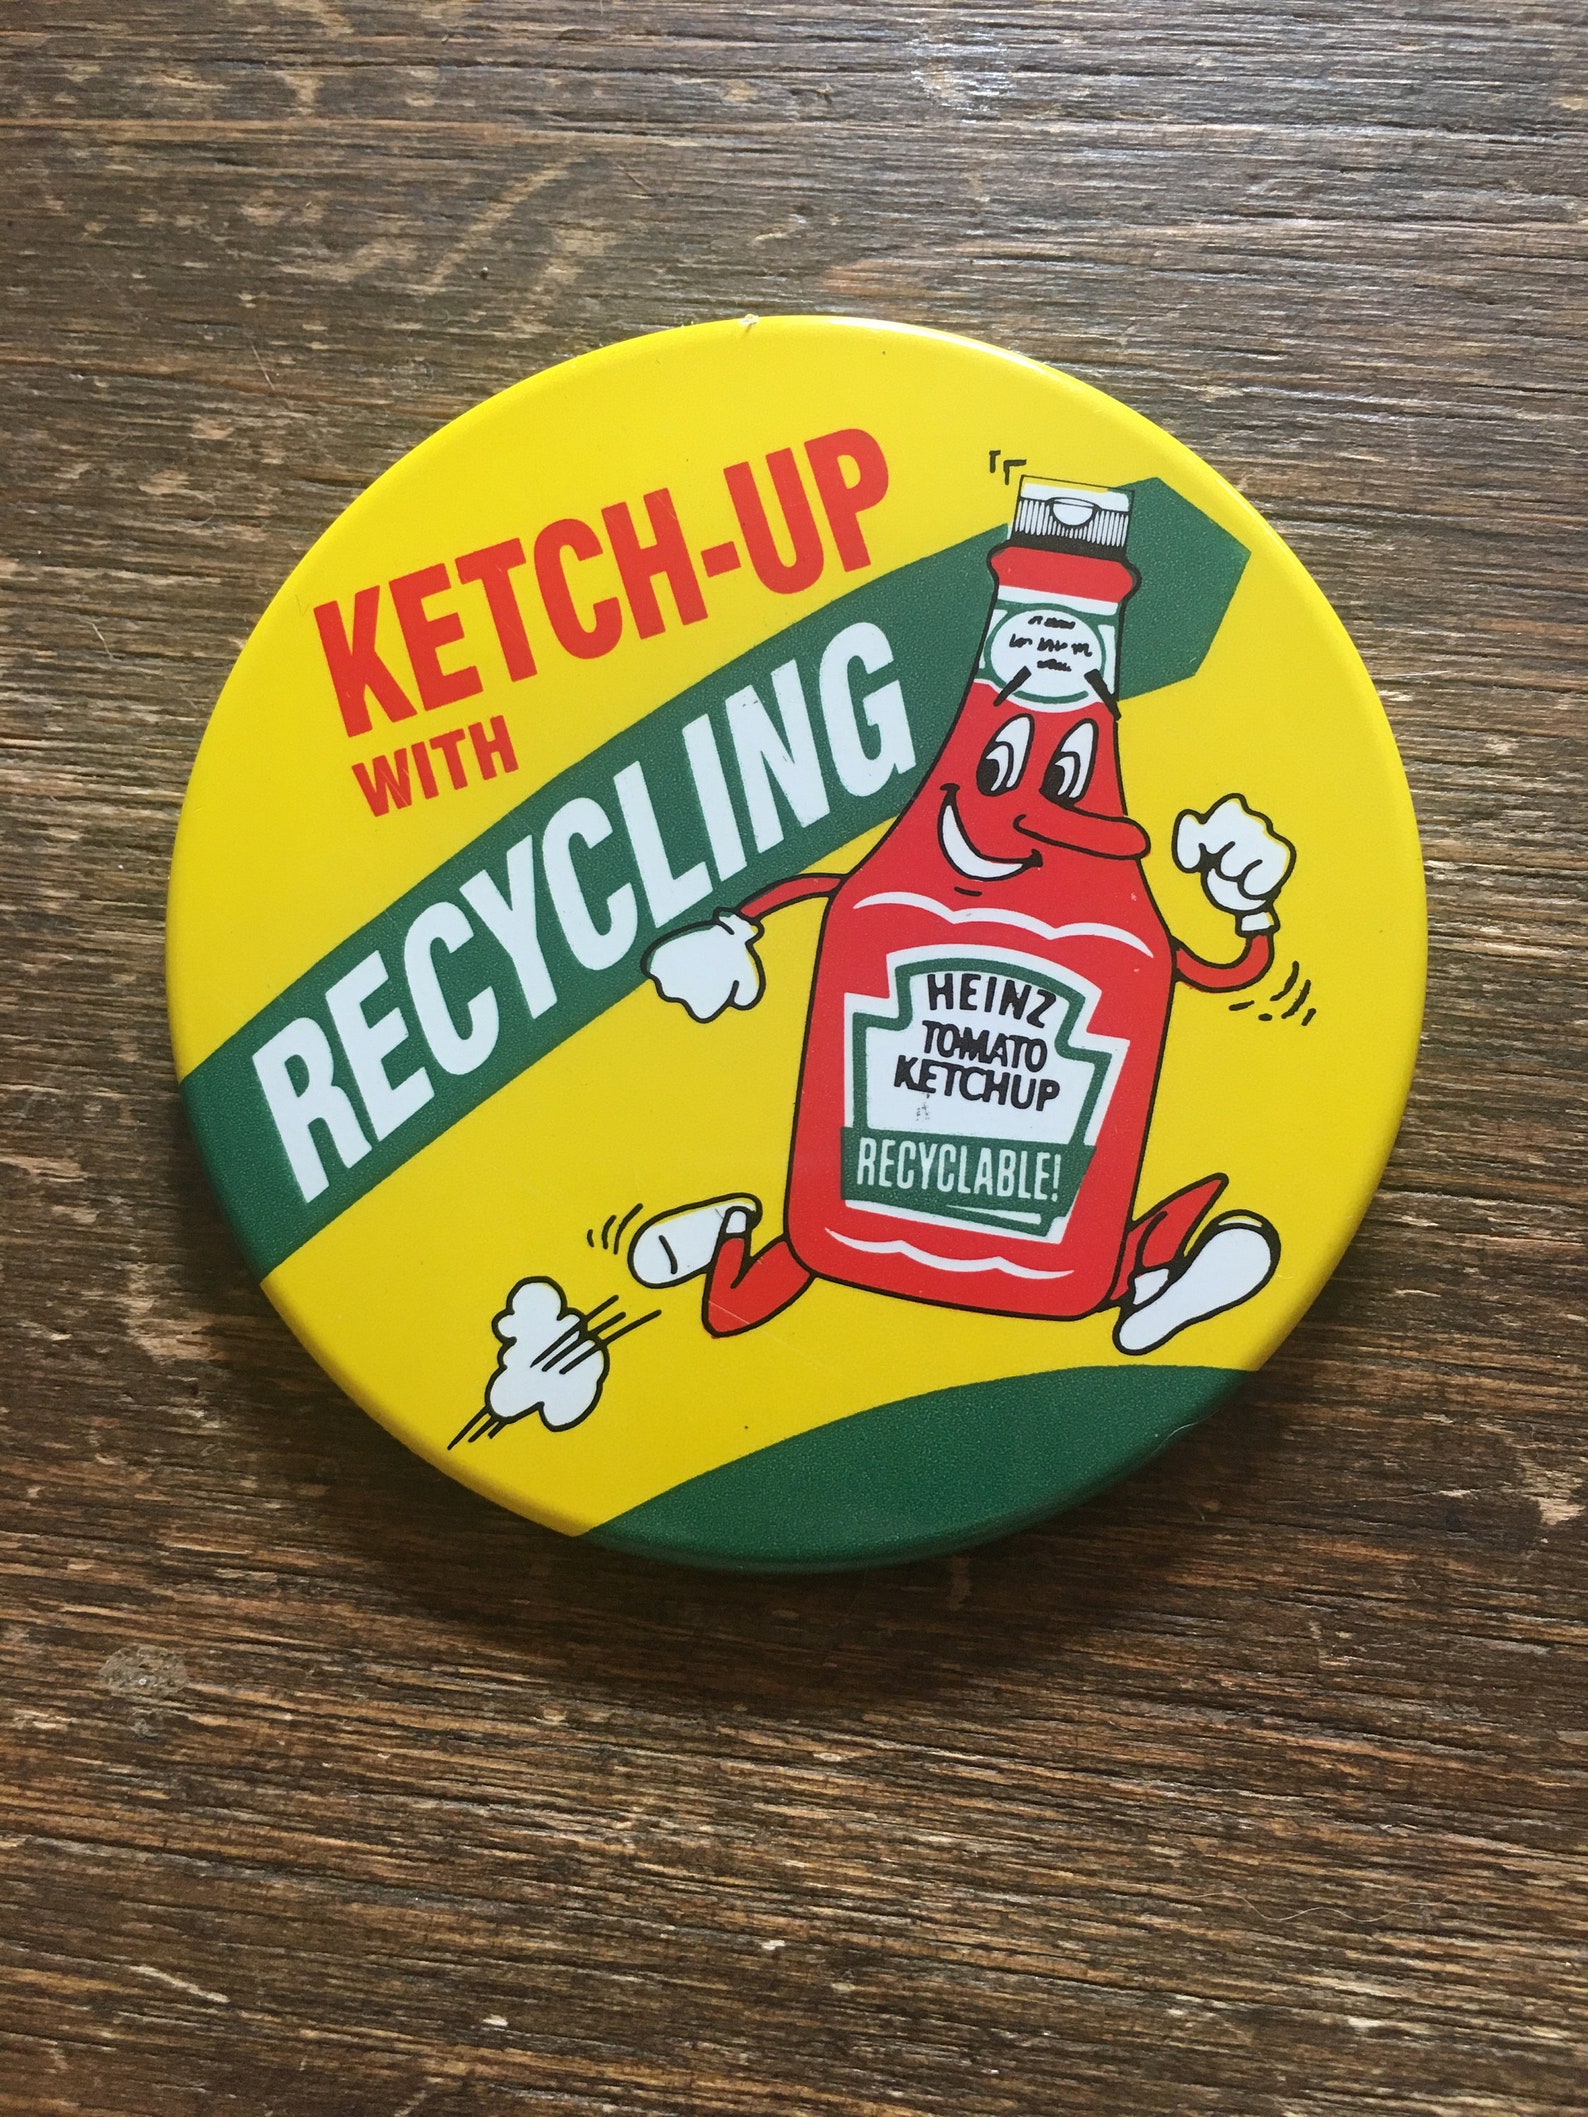 KETCH-UP
WITH
RECYCLING
HEINZ
TOMATO
KETCHUP
RECYCLABLE!